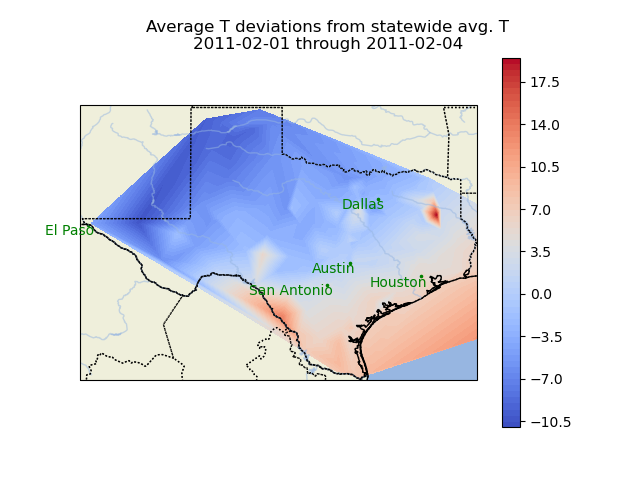 Average T deviations from statewide avg. T
2011-02-01 through 2011-02-04
17.5
14.0
10.5
7.0
3.5
0.0
−3.5
−7.0
−10.5
Dallas
El Paso
Austin
Houston
San Antonio